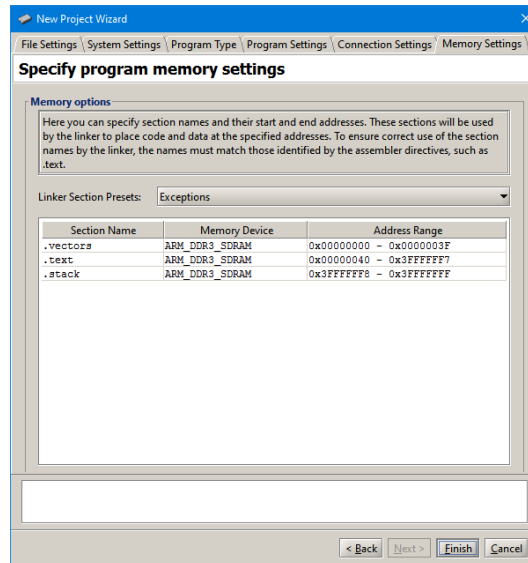 New Project Wizard
File Settings System Settings Program Type Program Settings Connection Settings Memory Settings
Specify program memory settings
Memory options
Here you can specify section names and their start and end addresses. These sections will be used
by the linker to place code and data at the specified addresses. To ensure correct use of the section
names by the linker, the names must match those identified by the assembler directives, such as
.text.
Linker Section Presets: Exceptions
Section Name Memory Device Address Range
.vectors ARM_DDR3_SDRAM 0x00000000 - 0x0000003F
.text ARM_DDR3_SDRAM 0x00000040 - 0x3FFFFFF7
.stack ARM_DDR3_SDRAM 0x3FFFFFF8 - 0x3FFFFFFF
< Back Next > Finish Cancel